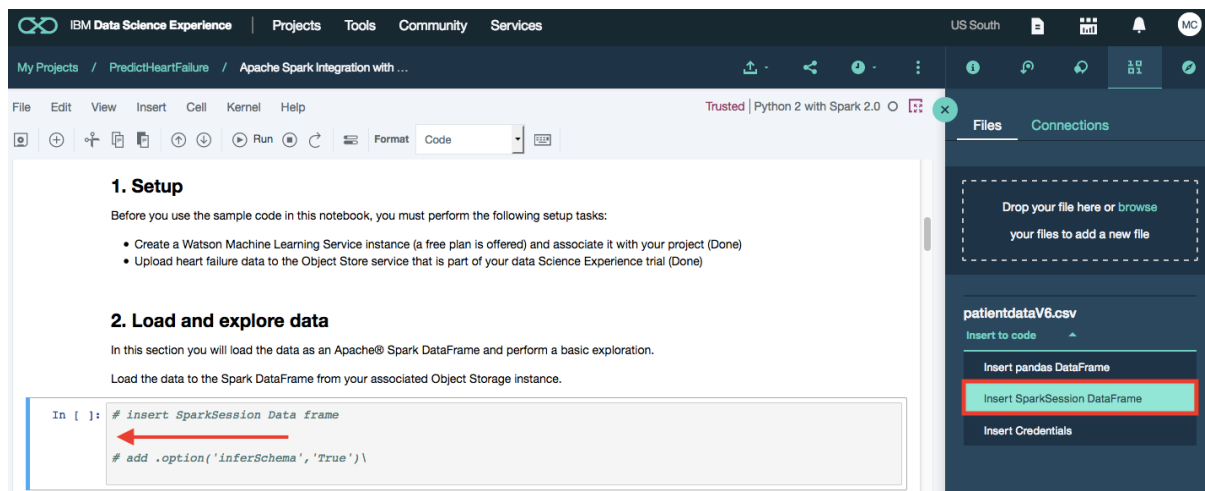 IBM Data Science Experience | Projects Tools Community Services US South MC
My Projects / PredictHeartFailure / Apache Spark Integration with ...
File Edit View Insert Cell Kernel Help Trusted | Python 2 with Spark 2.0
Run Format Code
1. Setup
Before you use the sample code in this notebook, you must perform the following setup tasks:
• Create a Watson Machine Learning Service instance (a free plan is offered) and associate it with your project (Done)
• Upload heart failure data to the Object Store service that is part of your data Science Experience trial (Done)
2. Load and explore data
In this section you will load the data as an Apache® Spark DataFrame and perform a basic exploration.
Load the data to the Spark DataFrame from your associated Object Storage instance.
In [ ]: # insert SparkSession Data frame
# add .option('inferSchema','True')\
Files Connections
Drop your file here or browse
your files to add a new file
patientdataV6.csv
Insert to code
Insert pandas DataFrame
Insert SparkSession DataFrame
Insert Credentials